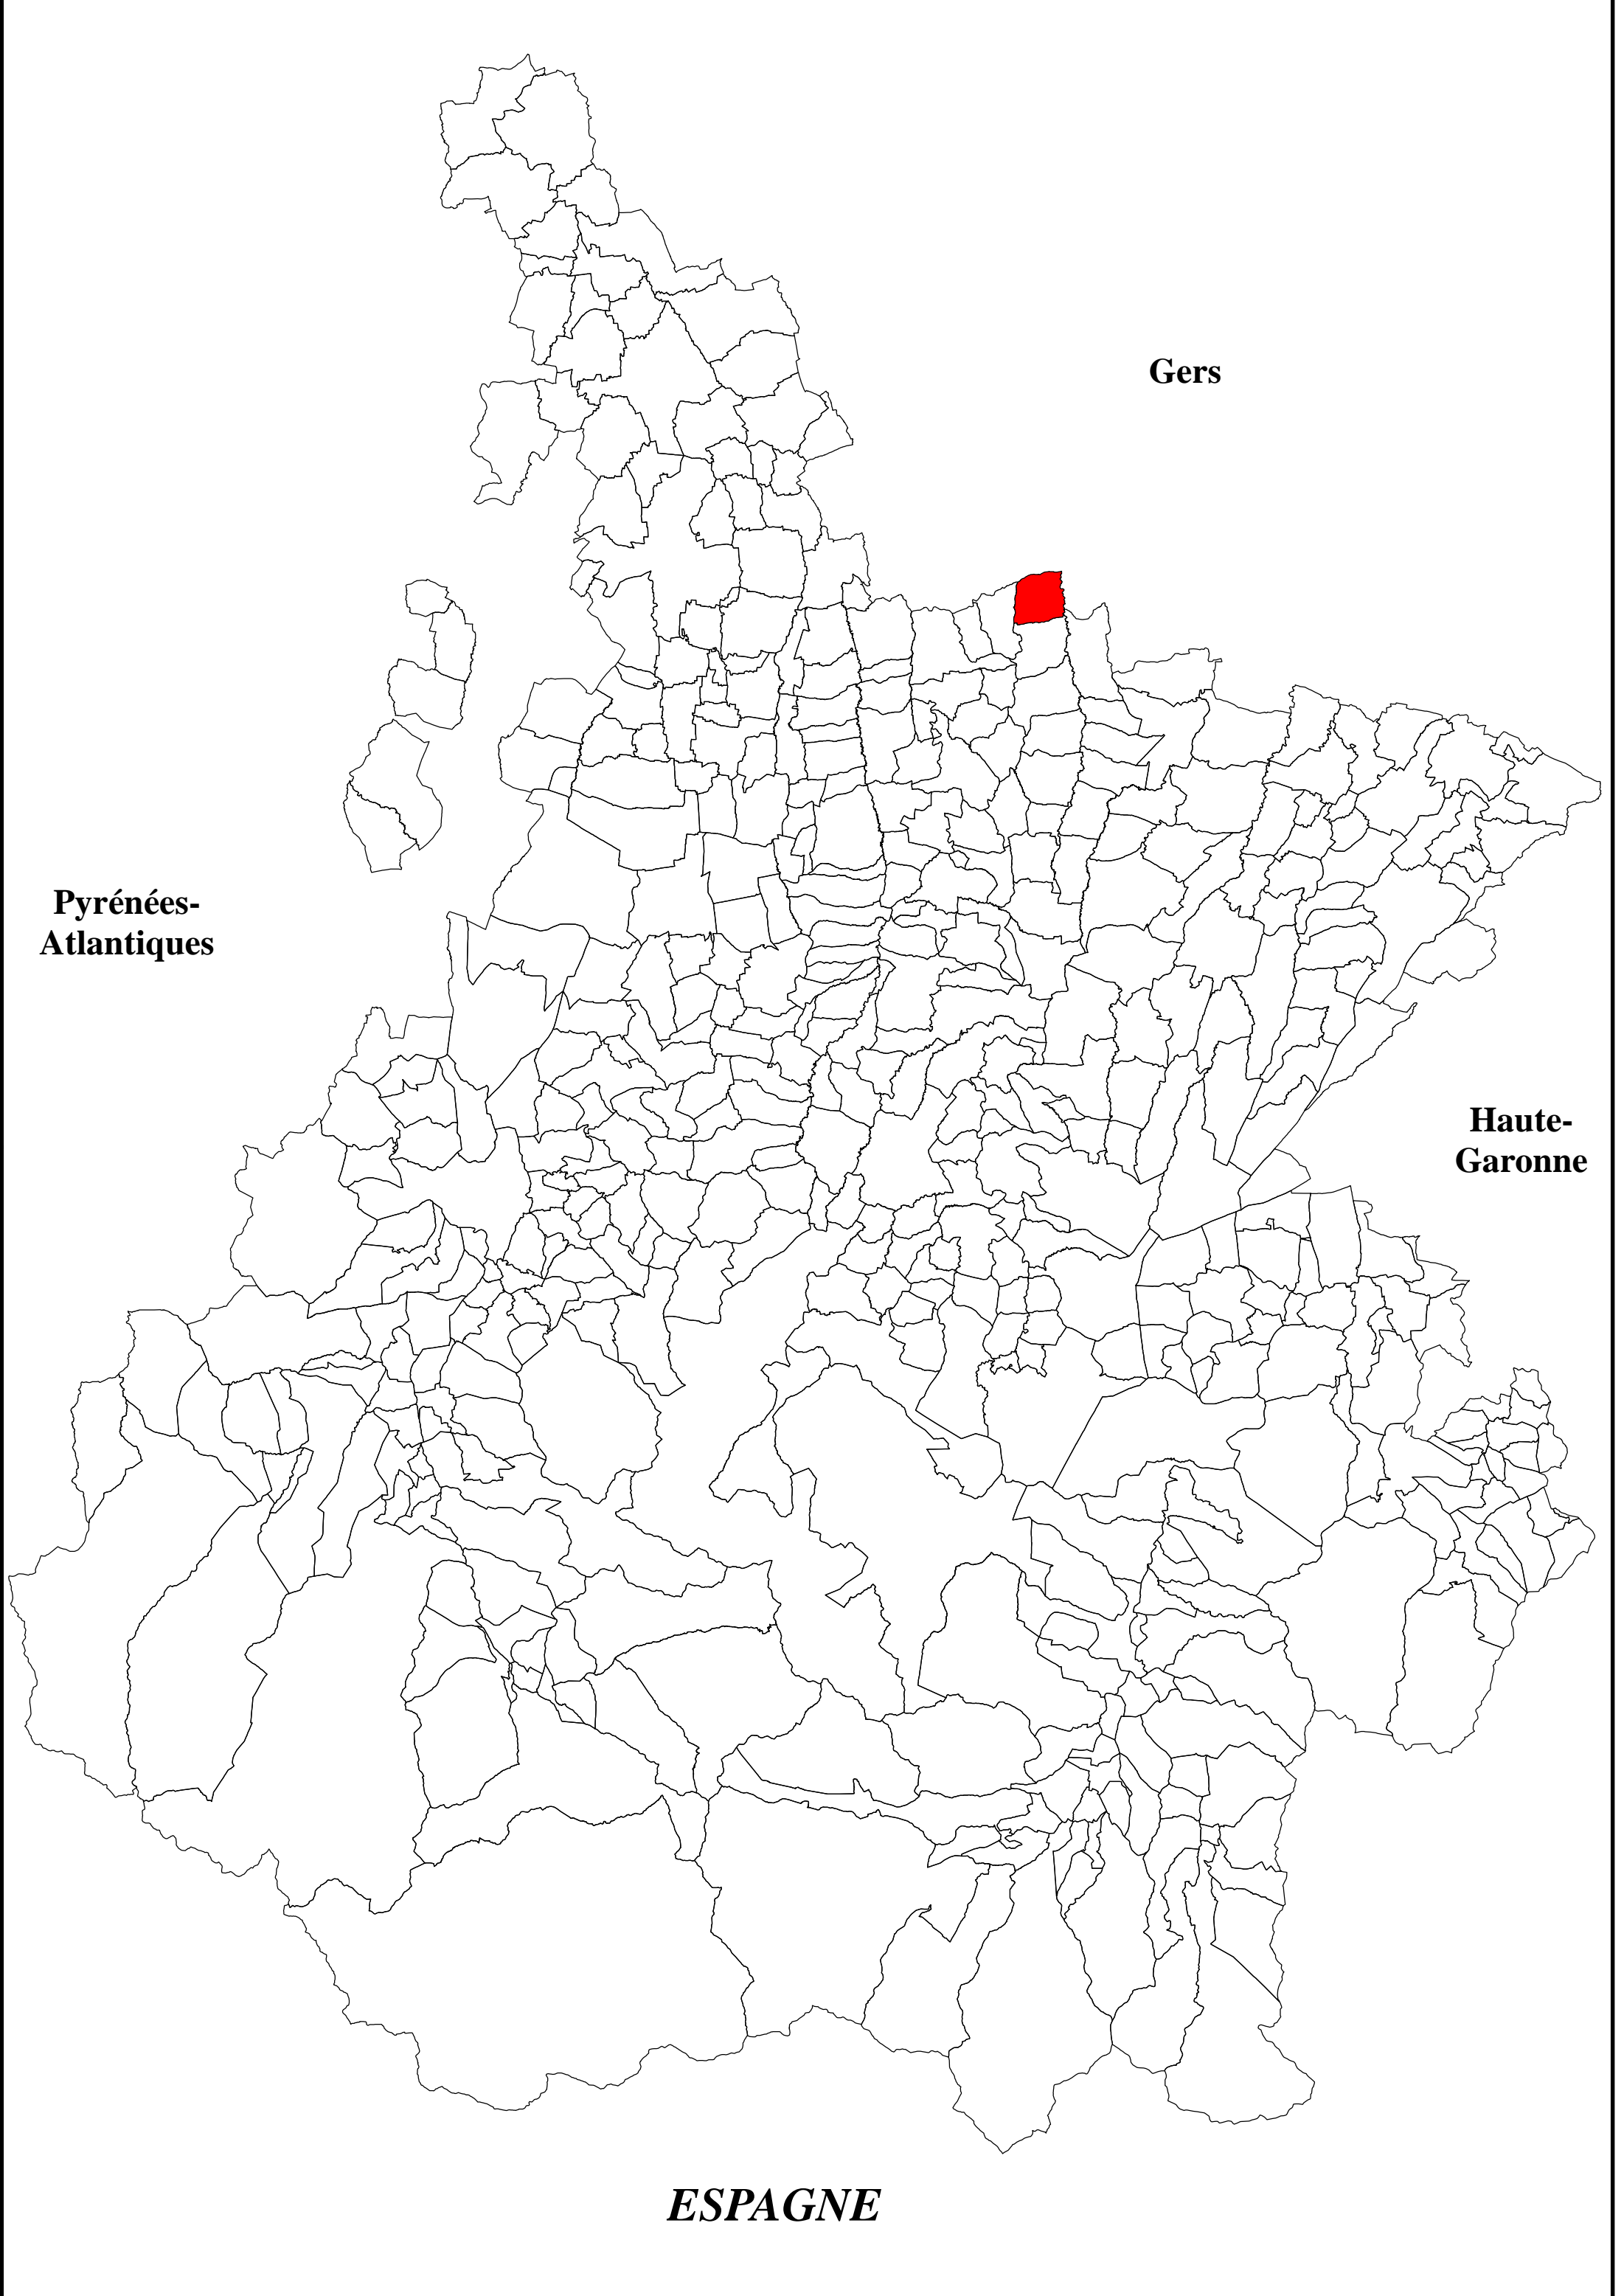 Gers
Pyrénées-
Atlantiques
Haute-
Garonne
ESPAGNE